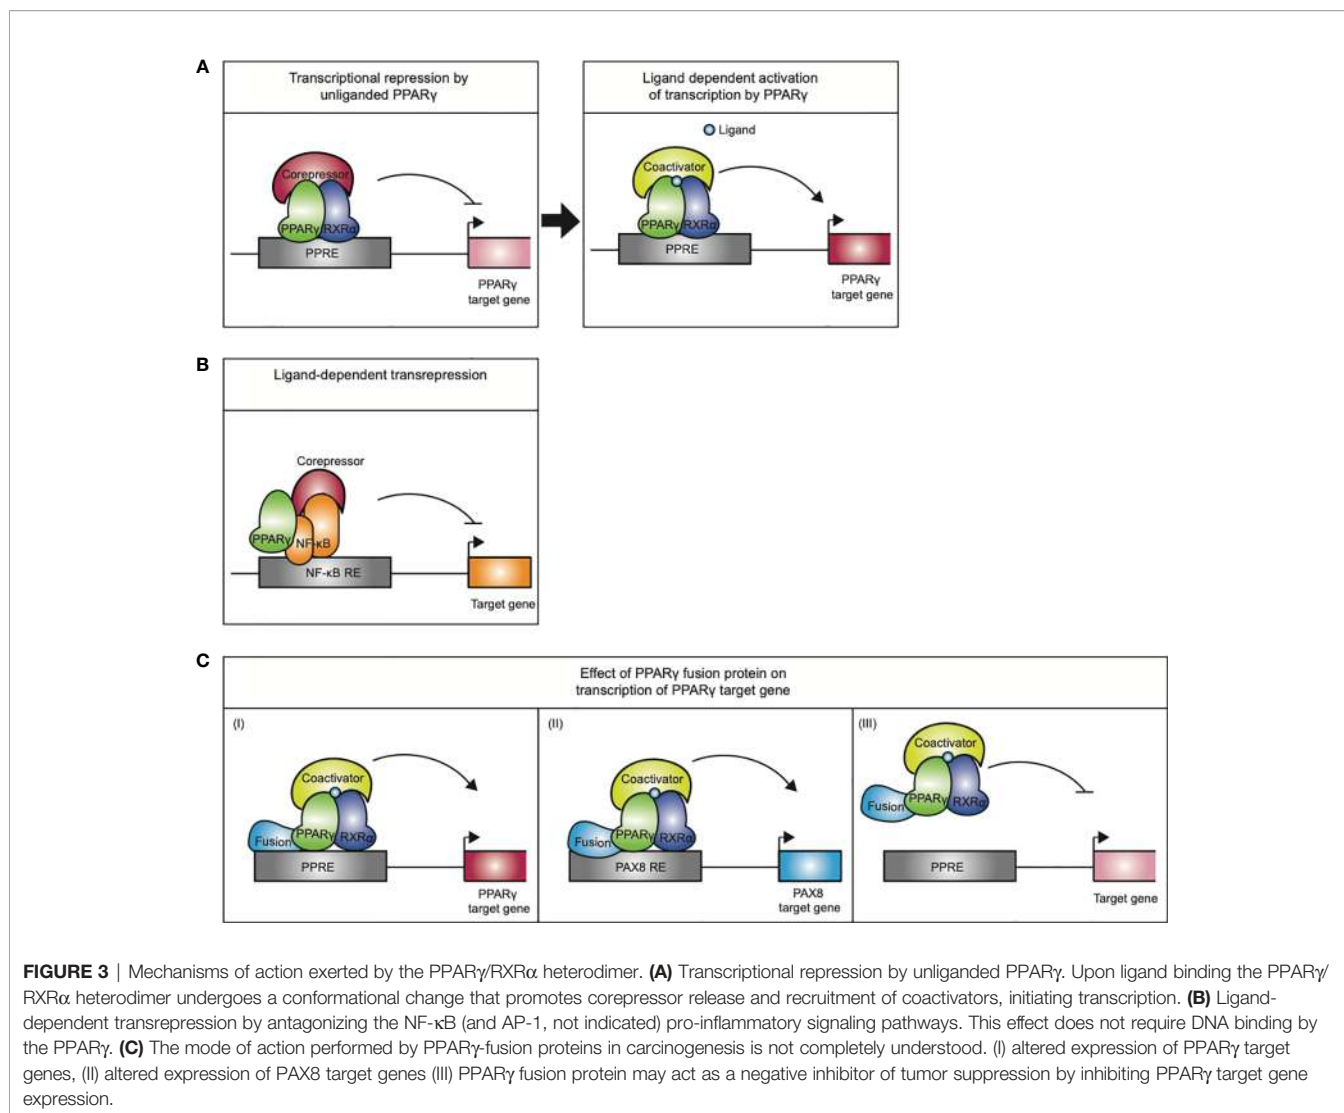 A
Transcriptional repression by
unliganded PPARγ
Corepressor
PPARγ
RXRα
PPRE
PPARγ
target gene
Ligand dependent activation
of transcription by PPARγ
Ligand
Coactivator
PPARγ
RXRα
PPRE
PPARγ
target gene
B
Ligand-dependent transrepression
Corepressor
PPARγ
NF-κB
NF-κB RE
Target gene
C
Effect of PPARγ fusion protein on
transcription of PPARγ target gene
(I)
Coactivator
Fusion
PPARγ
RXRα
PPRE
PPARγ
target gene
(II)
Coactivator
Fusion
PPARγ
RXRα
PAX8 RE
PAX8
target gene
(III)
Coactivator
Fusion
PPARγ
RXRα
PPRE
Target gene
FIGURE 3 | Mechanisms of action exerted by the PPARγ/RXRα heterodimer. (A) Transcriptional repression by unliganded PPARγ. Upon ligand binding the PPARγ/
RXRα heterodimer undergoes a conformational change that promotes corepressor release and recruitment of coactivators, initiating transcription. (B) Ligand-
dependent transrepression by antagonizing the NF-κB (and AP-1, not indicated) pro-inflammatory signaling pathways. This effect does not require DNA binding by
the PPARγ. (C) The mode of action performed by PPARγ-fusion proteins in carcinogenesis is not completely understood. (I) altered expression of PPARγ target
genes, (II) altered expression of PAX8 target genes (III) PPARγ fusion protein may act as a negative inhibitor of tumor suppression by inhibiting PPARγ target gene
expression.